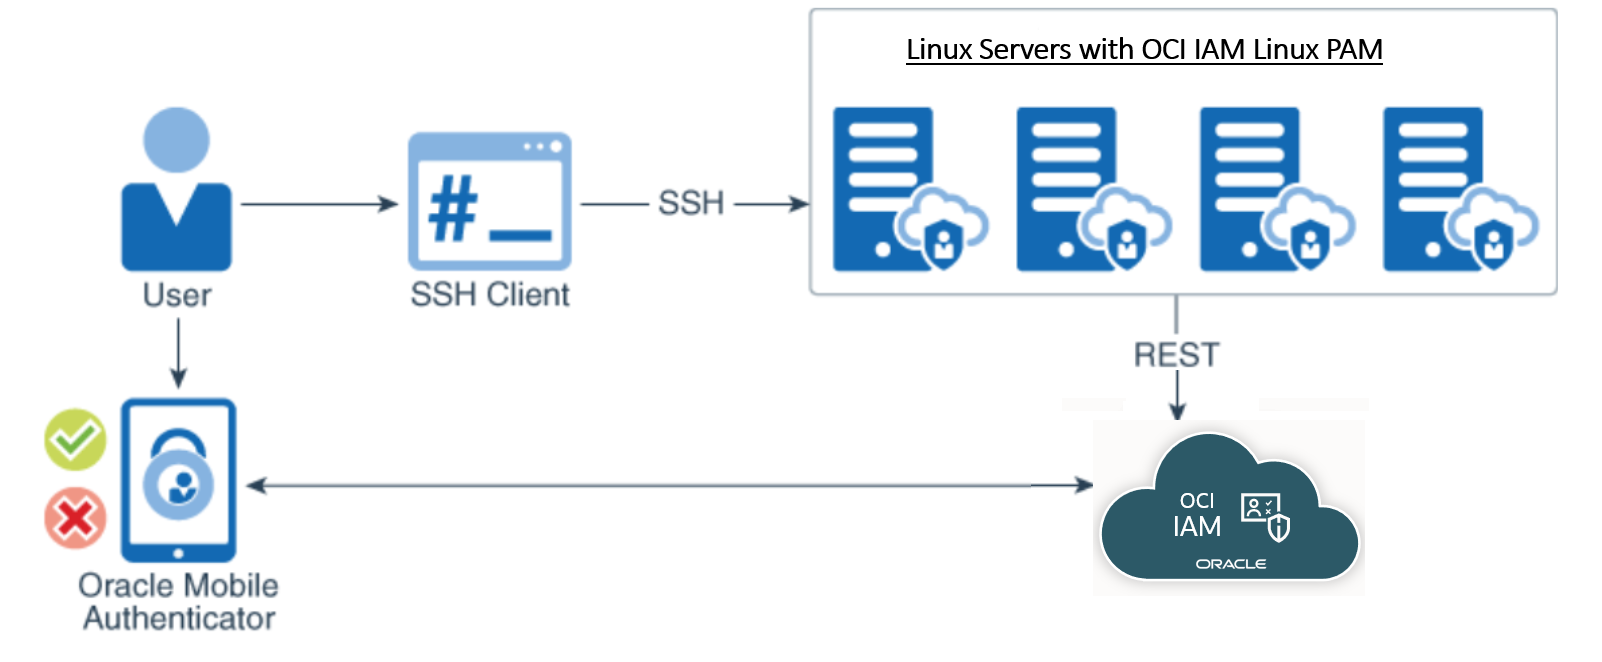 Linux Servers with OCI IAM Linux PAM
#_
SSH
User
SSH Client
REST
OCI
IAM
ORACLE
Oracle Mobile
Authenticator